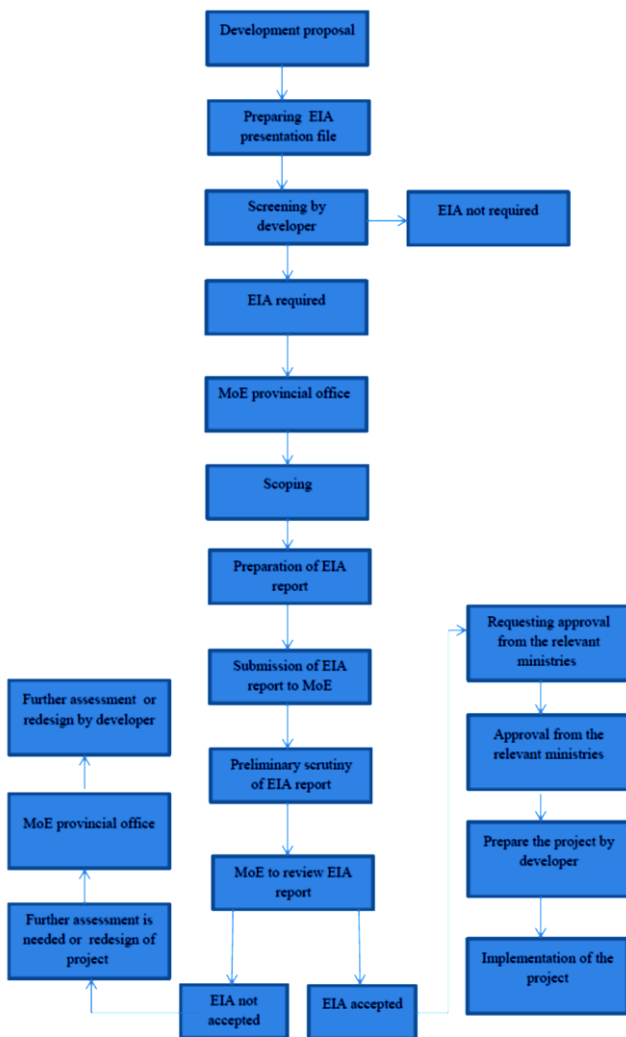 Development proposal
Preparing EIA
presentation file
Screening by
developer
EIA not required
EIA required
MoE provincial office
Scoping
Preparation of EIA
report
Submission of EIA
report to MoE
Preliminary scrutiny
of EIA report
MoE to review EIA
report
EIA not
accepted
EIA accepted
Further assessment is
needed or redesign of
project
MoE provincial office
Further assessment or
redesign by developer
Requesting approval
from the relevant
ministries
Approval from the
relevant ministries
Prepare the project by
developer
Implementation of the
project